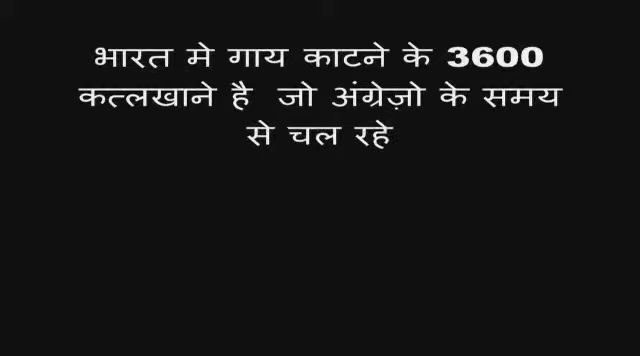 भारत मे गाय काटने के 3600
कत्लखाने है जो अंग्रेज़ो के समय
से चल रहे